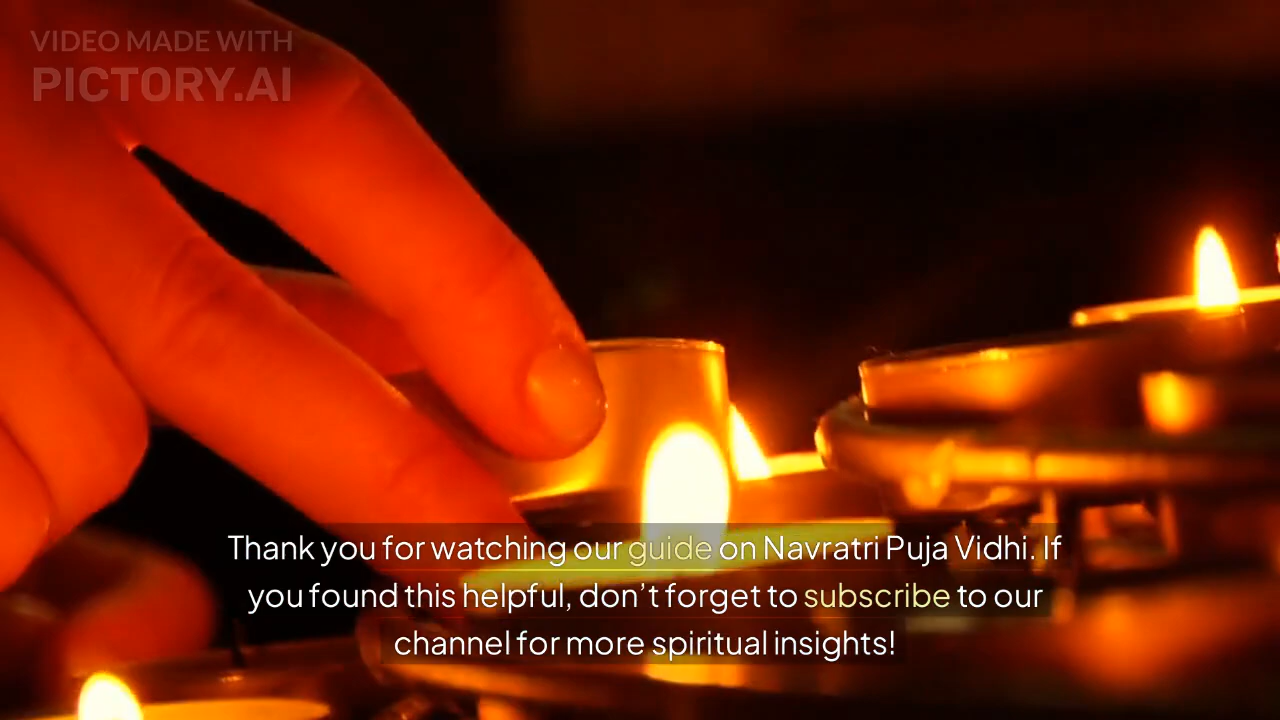 VIDEO MADE WITH
PICTORY.AI
Thank you for watching our guide on Navratri Puja Vidhi. If
you found this helpful, don’t forget to subscribe to our
channel for more spiritual insights!